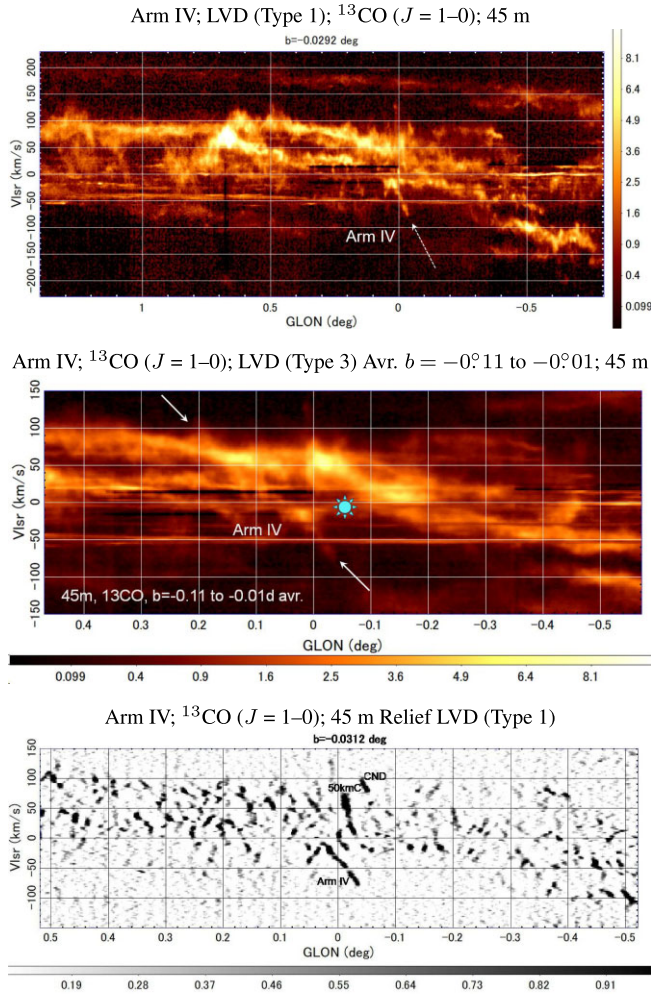 Arm IV; LVD (Type 1); ¹³CO (J = 1–0); 45 m
b=-0.0292 deg
Vlsr (km/s)
200
150
100
50
0
-50
-100
-150
-200
Arm IV
1
0.5
0
-0.5
GLON (deg)
8.1
6.4
4.9
3.6
2.5
1.6
0.9
0.4
0.099
Arm IV; ¹³CO (J = 1–0); LVD (Type 3) Avr. b = −0°.11 to −0°.01; 45 m
Vlsr (km/s)
150
100
50
0
-50
-100
-150
Arm IV
45m, 13CO, b=-0.11 to -0.01d avr.
0.4 0.3 0.2 0.1 0 -0.1 -0.2 -0.3 -0.4 -0.5
GLON (deg)
0.099 0.4 0.9 1.6 2.5 3.6 4.9 6.4 8.1
Arm IV; ¹³CO (J = 1–0); 45 m Relief LVD (Type 1)
b=-0.0312 deg
Vlsr (km/s)
150
100
50
0
-50
-100
CND
50kmC
Arm IV
0.5 0.4 0.3 0.2 0.1 0 -0.1 -0.2 -0.3 -0.4 -0.5
GLON (deg)
0.19 0.28 0.37 0.46 0.55 0.64 0.73 0.82 0.91